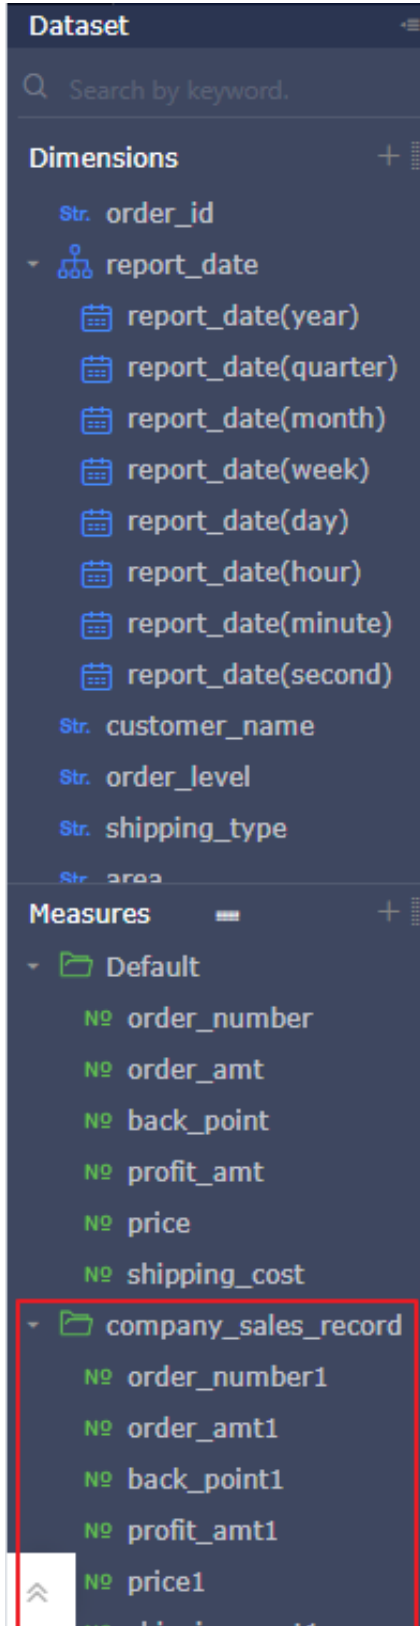 Dataset
Search by keyword.
Dimensions
Str. order_id
report_date
report_date(year)
report_date(quarter)
report_date(month)
report_date(week)
report_date(day)
report_date(hour)
report_date(minute)
report_date(second)
Str. customer_name
Str. order_level
Str. shipping_type
Str. area
Measures
Default
Nº order_number
Nº order_amt
Nº back_point
Nº profit_amt
Nº price
Nº shipping_cost
company_sales_record
Nº order_number1
Nº order_amt1
Nº back_point1
Nº profit_amt1
Nº price1